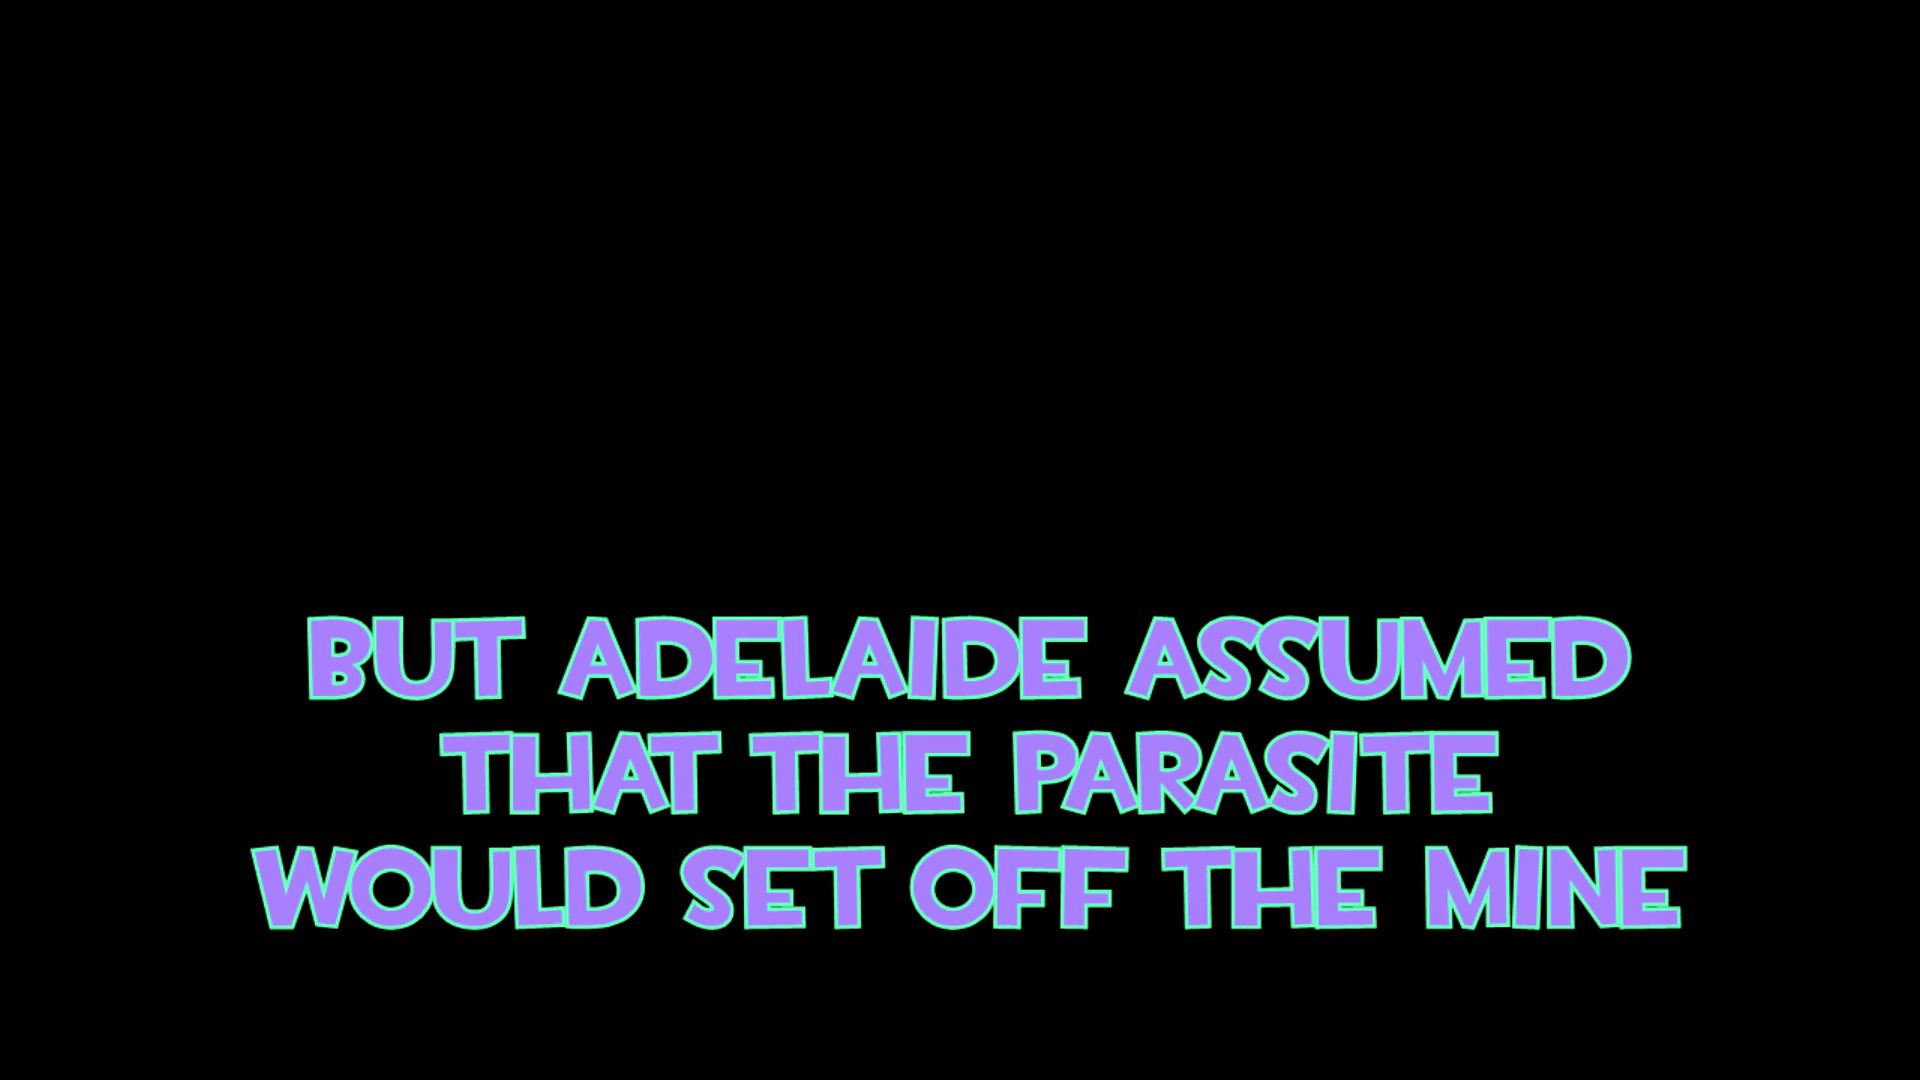 BUT ADELAIDE ASSUMED
THAT THE PARASITE
WOULD SET OFF THE MINE